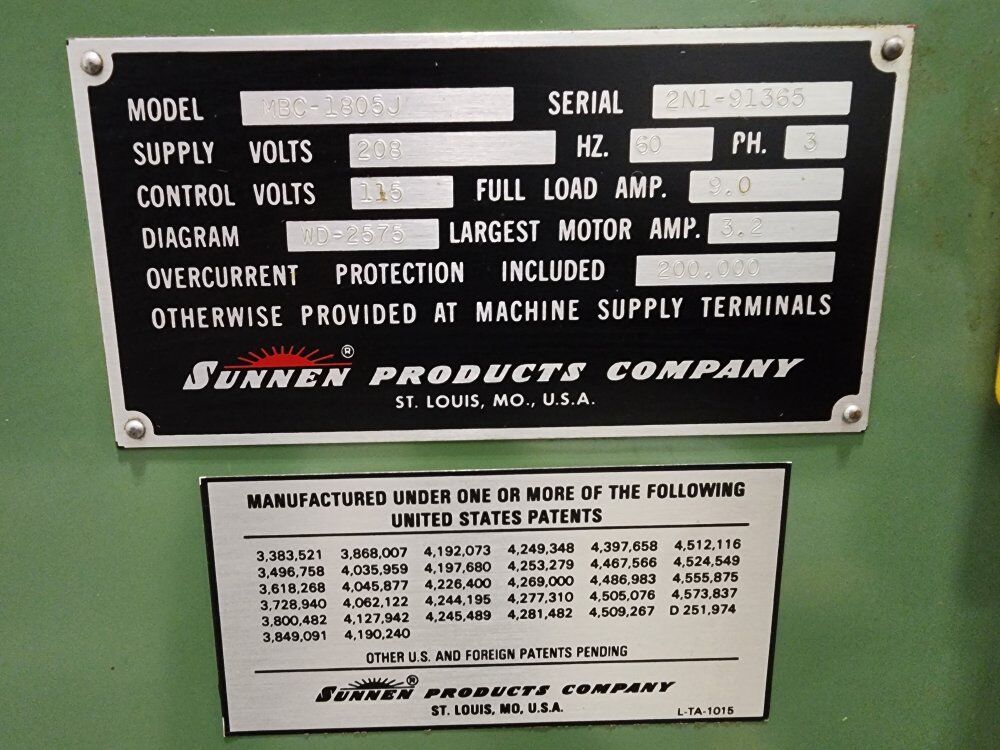 MODEL MBC-1805J SERIAL 2N1-91365
SUPPLY VOLTS 208 HZ. 60 PH. 3
CONTROL VOLTS 115 FULL LOAD AMP. 9.0
DIAGRAM WD-2575 LARGEST MOTOR AMP. 3.2
OVERCURRENT PROTECTION INCLUDED 200,000
OTHERWISE PROVIDED AT MACHINE SUPPLY TERMINALS
SUNNEN ® PRODUCTS COMPANY
ST. LOUIS, MO., U.S.A.
MANUFACTURED UNDER ONE OR MORE OF THE FOLLOWING
UNITED STATES PATENTS
3,383,521 3,868,007 4,192,073 4,249,348 4,397,658 4,512,116
3,496,758 4,035,959 4,197,680 4,253,279 4,467,566 4,524,549
3,618,268 4,045,877 4,226,400 4,269,000 4,486,983 4,555,875
3,728,940 4,062,122 4,244,195 4,277,310 4,505,076 4,573,837
3,800,482 4,127,942 4,245,489 4,281,482 4,509,267 D 251,974
3,849,091 4,190,240
OTHER U.S. AND FOREIGN PATENTS PENDING
SUNNEN ® PRODUCTS COMPANY
ST. LOUIS, MO, U.S.A.
L-TA-1015